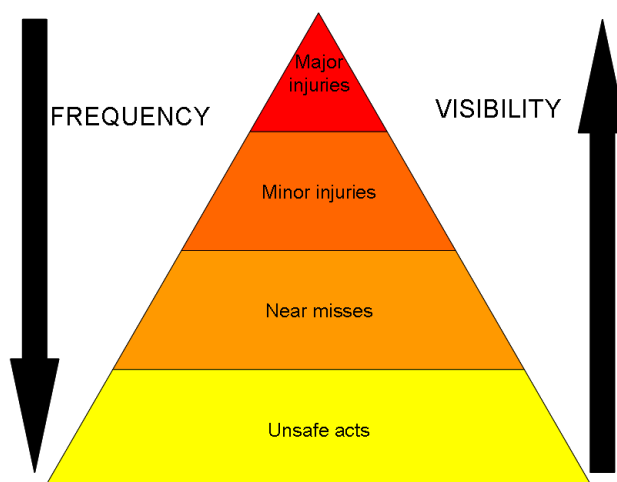 Major
injuries
FREQUENCY
VISIBILITY
Minor injuries
Near misses
Unsafe acts